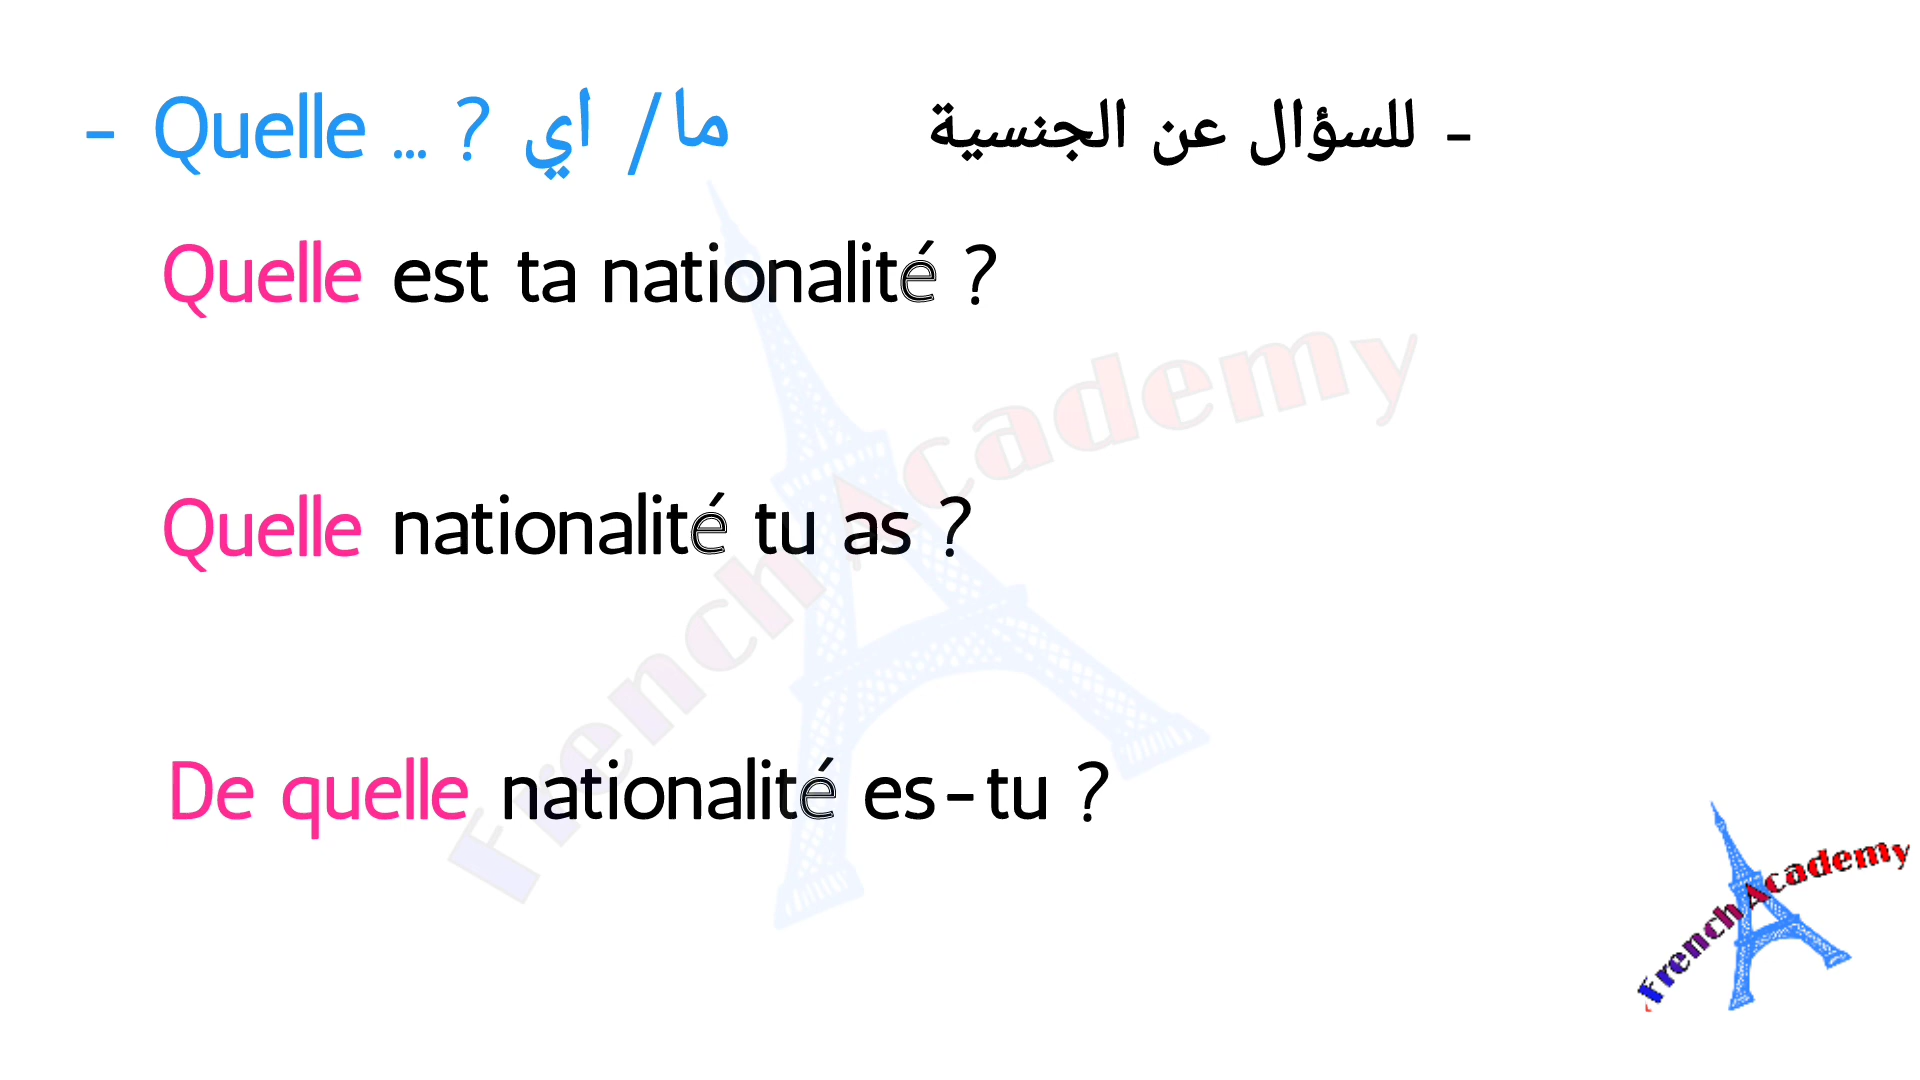 - Quelle ... ? ما / اي - للسؤال عن الجنسية
Quelle est ta nationalité ?
Quelle nationalité tu as ?
De quelle nationalité es-tu ?
French Academy
French Academy